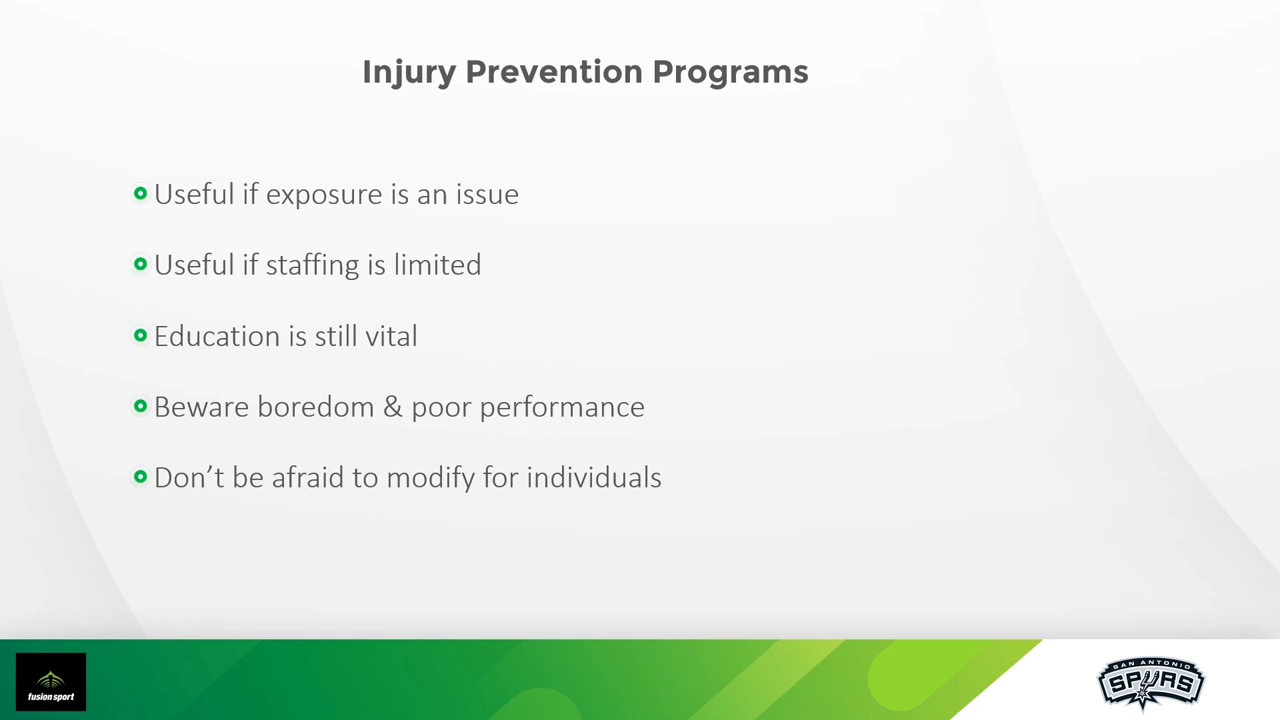 Injury Prevention Programs
Useful if exposure is an issue
Useful if staffing is limited
Education is still vital
Beware boredom & poor performance
Don’t be afraid to modify for individuals
fusion sport
SAN ANTONIO
SPURS